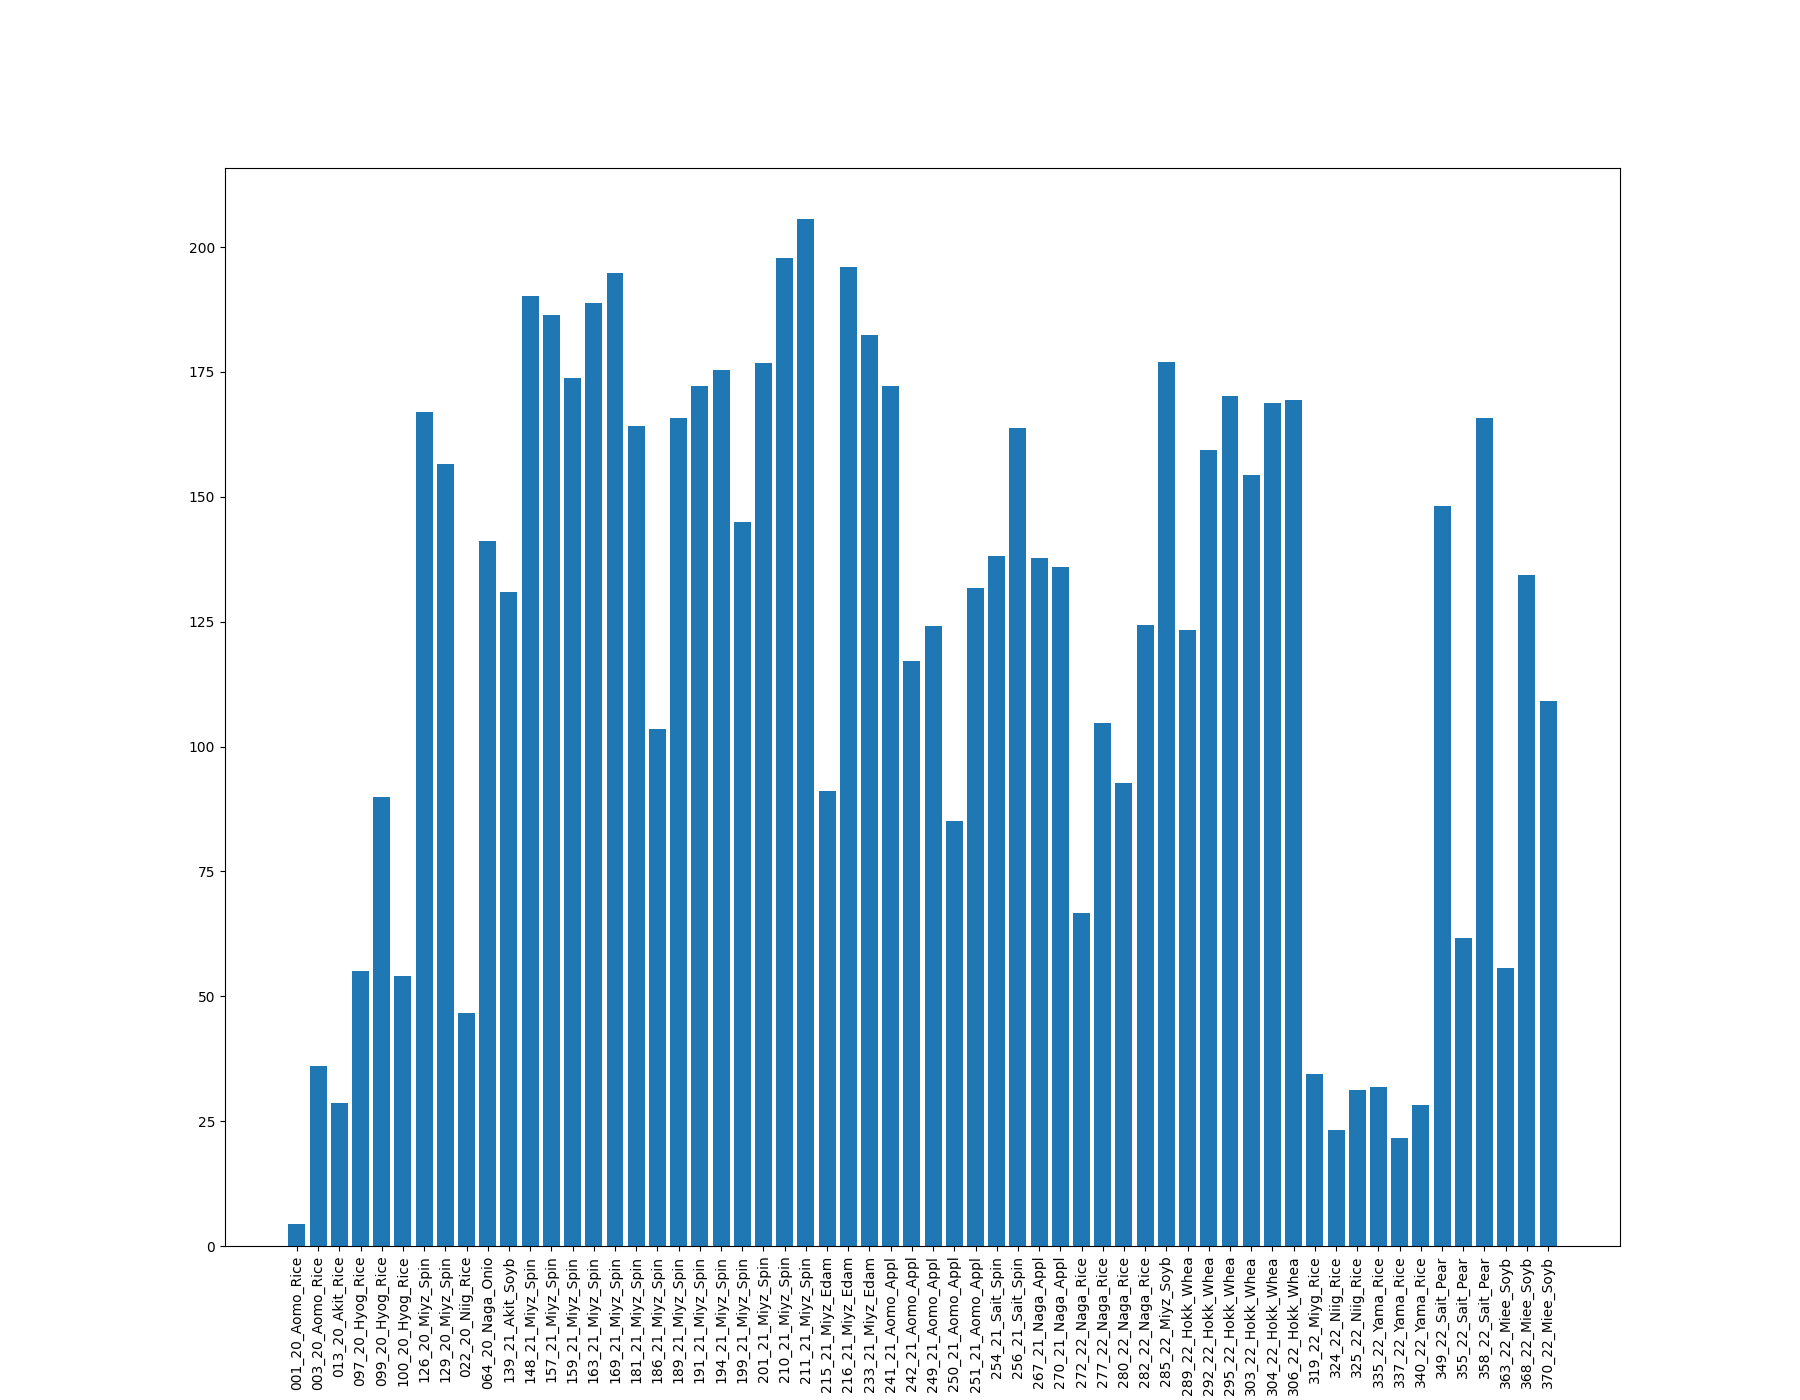 200
175
150
125
100
75
50
25
0
001_20_Aomo_Rice
003_20_Aomo_Rice
013_20_Akit_Rice
097_20_Hyog_Rice
099_20_Hyog_Rice
100_20_Hyog_Rice
126_20_Miyz_Spin
129_20_Miyz_Spin
022_20_Niig_Rice
064_20_Naga_Onio
139_21_Akit_Soyb
148_21_Miyz_Spin
157_21_Miyz_Spin
159_21_Miyz_Spin
163_21_Miyz_Spin
169_21_Miyz_Spin
181_21_Miyz_Spin
186_21_Miyz_Spin
189_21_Miyz_Spin
191_21_Miyz_Spin
194_21_Miyz_Spin
199_21_Miyz_Spin
201_21_Miyz_Spin
210_21_Miyz_Spin
211_21_Miyz_Spin
215_21_Miyz_Edam
216_21_Miyz_Edam
233_21_Miyz_Edam
241_21_Aomo_Appl
242_21_Aomo_Appl
249_21_Aomo_Appl
250_21_Aomo_Appl
251_21_Aomo_Appl
254_21_Sait_Spin
256_21_Sait_Spin
267_21_Naga_Appl
270_21_Naga_Appl
272_22_Naga_Rice
277_22_Naga_Rice
280_22_Naga_Rice
282_22_Naga_Rice
285_22_Miyz_Soyb
289_22_Hokk_Whea
292_22_Hokk_Whea
295_22_Hokk_Whea
303_22_Hokk_Whea
304_22_Hokk_Whea
306_22_Hokk_Whea
319_22_Miyg_Rice
324_22_Niig_Rice
325_22_Niig_Rice
335_22_Yama_Rice
337_22_Yama_Rice
340_22_Yama_Rice
349_22_Sait_Pear
355_22_Sait_Pear
358_22_Sait_Pear
363_22_Miee_Soyb
368_22_Miee_Soyb
370_22_Miee_Soyb